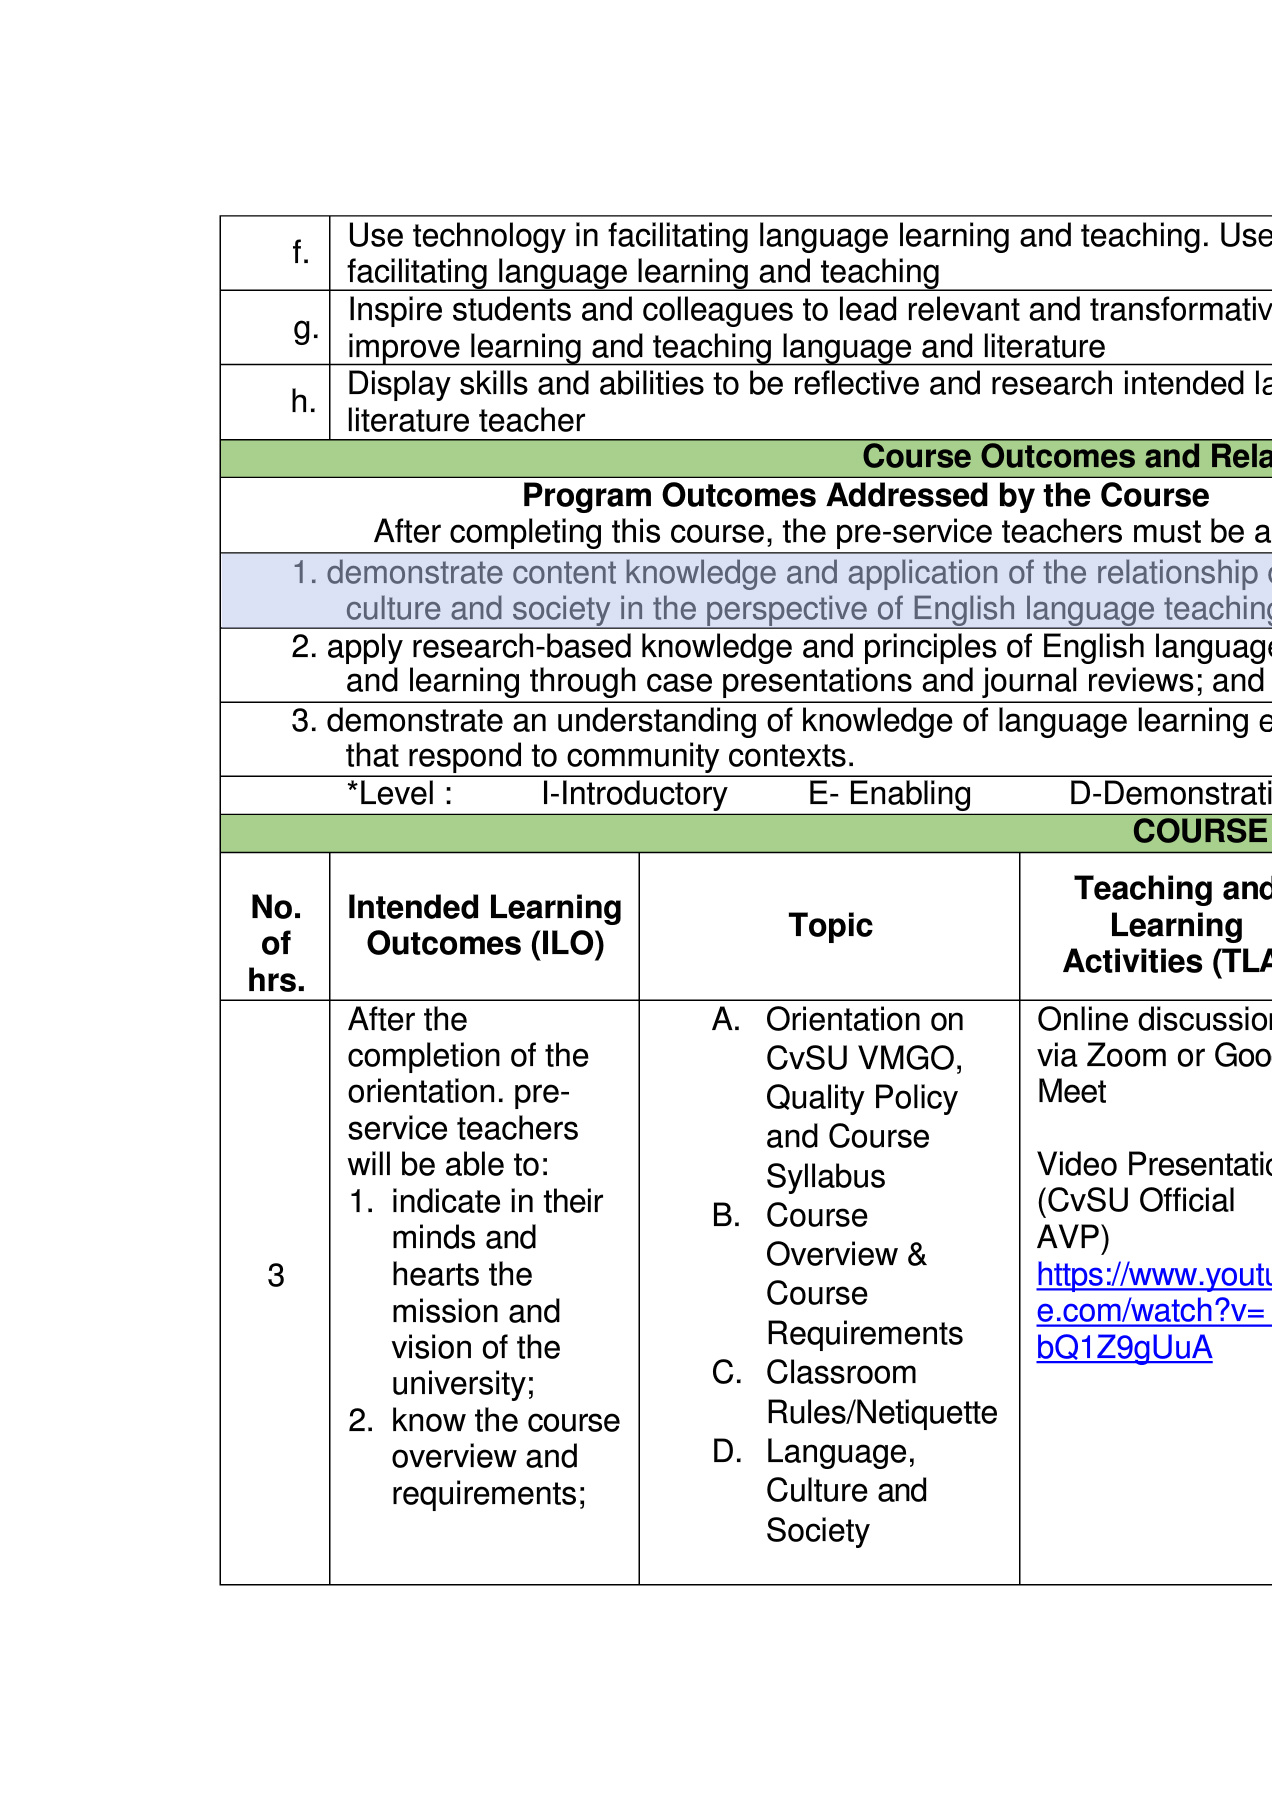 f.
Use technology in facilitating language learning and teaching. Use
facilitating language learning and teaching
g.
Inspire students and colleagues to lead relevant and transformativ
improve learning and teaching language and literature
h.
Display skills and abilities to be reflective and research intended la
literature teacher
Course Outcomes and Rela
Program Outcomes Addressed by the Course
After completing this course, the pre-service teachers must be a
1. demonstrate content knowledge and application of the relationship
culture and society in the perspective of English language teaching
2. apply research-based knowledge and principles of English language
and learning through case presentations and journal reviews; and
3. demonstrate an understanding of knowledge of language learning e
that respond to community contexts.
*Level : I-Introductory E- Enabling D-Demonstrati
COURSE
No.
of
hrs.
Intended Learning
Outcomes (ILO)
Topic
Teaching and
Learning
Activities (TLA
3
After the
completion of the
orientation. pre-
service teachers
will be able to:
1. indicate in their
minds and
hearts the
mission and
vision of the
university;
2. know the course
overview and
requirements;
A. Orientation on
CvSU VMGO,
Quality Policy
and Course
Syllabus
B. Course
Overview &
Course
Requirements
C. Classroom
Rules/Netiquette
D. Language,
Culture and
Society
Online discussion
via Zoom or Goo
Meet
Video Presentatio
(CvSU Official
AVP)
https://www.youtu
e.com/watch?v=
bQ1Z9gUuA